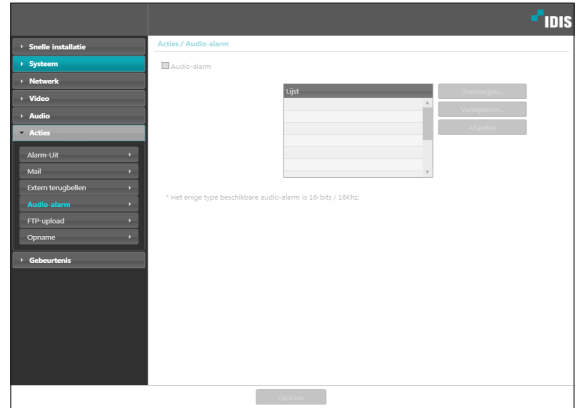 IDIS
Snelle installatie
Systeem
Netwerk
Video
Audio
Acties
Alarm-Uit
Mail
Extern terugbellen
Audio-alarm
FTP-upload
Opname
Gebeurtenis
Acties / Audio-alarm
Audio-alarm
Lijst
Toevoegen...
Verwijderen...
Afspelen
* Het enige type beschikbare audio-alarm is 16-bits / 16Khz.
Opslaan